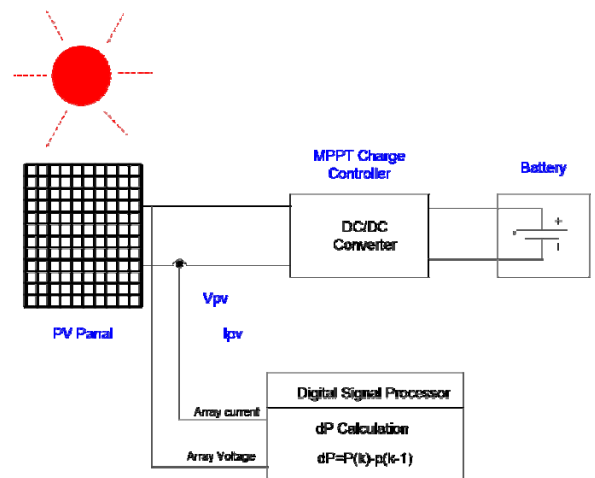 MPPT Charge
Controller
Battery
DC/DC
Converter
+
Vpv
PV Panal
Ipv
Digital Signal Processor
Array current
dP Calculation
Array Voltage
dP=P(k)-p(k-1)